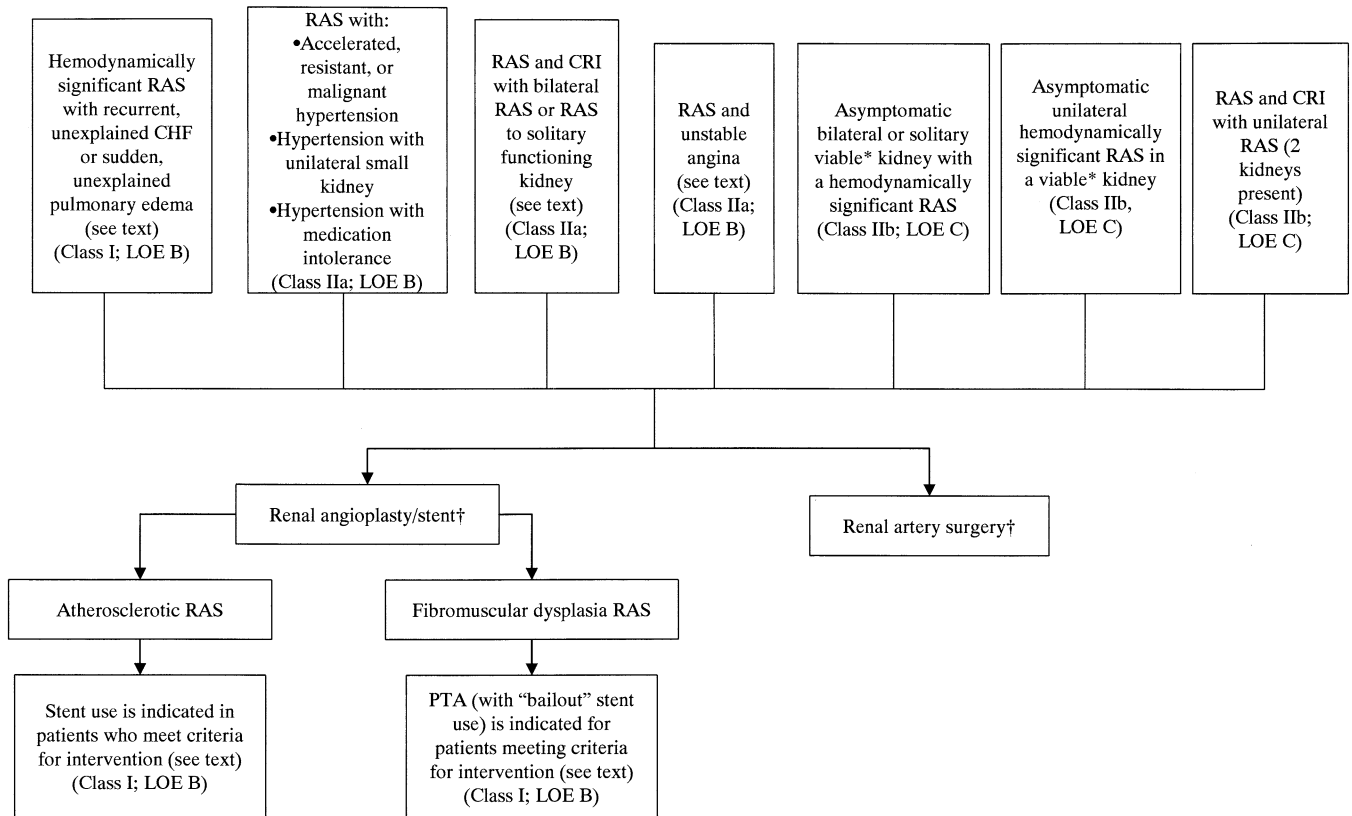 Hemodynamically
significant RAS
with recurrent,
unexplained CHF
or sudden,
unexplained
pulmonary edema
(see text)
(Class I; LOE B)
RAS with:
•Accelerated,
resistant, or
malignant
hypertension
•Hypertension with
unilateral small
kidney
•Hypertension with
medication
intolerance
(Class IIa; LOE B)
RAS and CRI
with bilateral
RAS or RAS
to solitary
functioning
kidney
(see text)
(Class IIa;
LOE B)
RAS and
unstable
angina
(see text)
(Class IIa;
LOE B)
Asymptomatic
bilateral or solitary
viable* kidney with
a hemodynamically
significant RAS
(Class IIb; LOE C)
Asymptomatic
unilateral
hemodynamically
significant RAS in
a viable* kidney
(Class IIb,
LOE C)
RAS and CRI
with unilateral
RAS (2
kidneys
present)
(Class IIb;
LOE C)
Renal angioplasty/stent†
Renal artery surgery†
Atherosclerotic RAS
Fibromuscular dysplasia RAS
Stent use is indicated in
patients who meet criteria
for intervention (see text)
(Class I; LOE B)
PTA (with “bailout” stent
use) is indicated for
patients meeting criteria
for intervention (see text)
(Class I; LOE B)